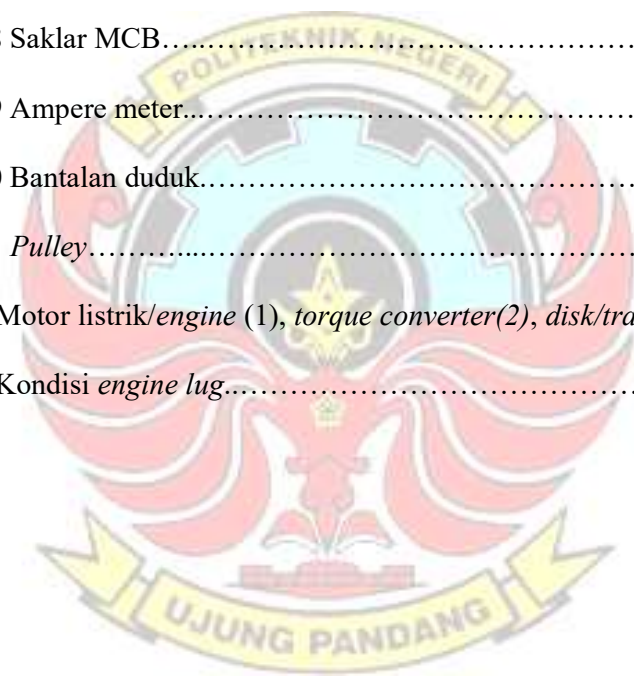 Saklar MCB…..…………………………………………
Ampere meter..…………………………………………
Bantalan duduk.…………………………………………
Pulley………...…………………………………………
Motor listrik/engine (1), torque converter(2), disk/tra
Kondisi engine lug.………………………………………
POLITEKNIK NEGERI
UJUNG PANDANG